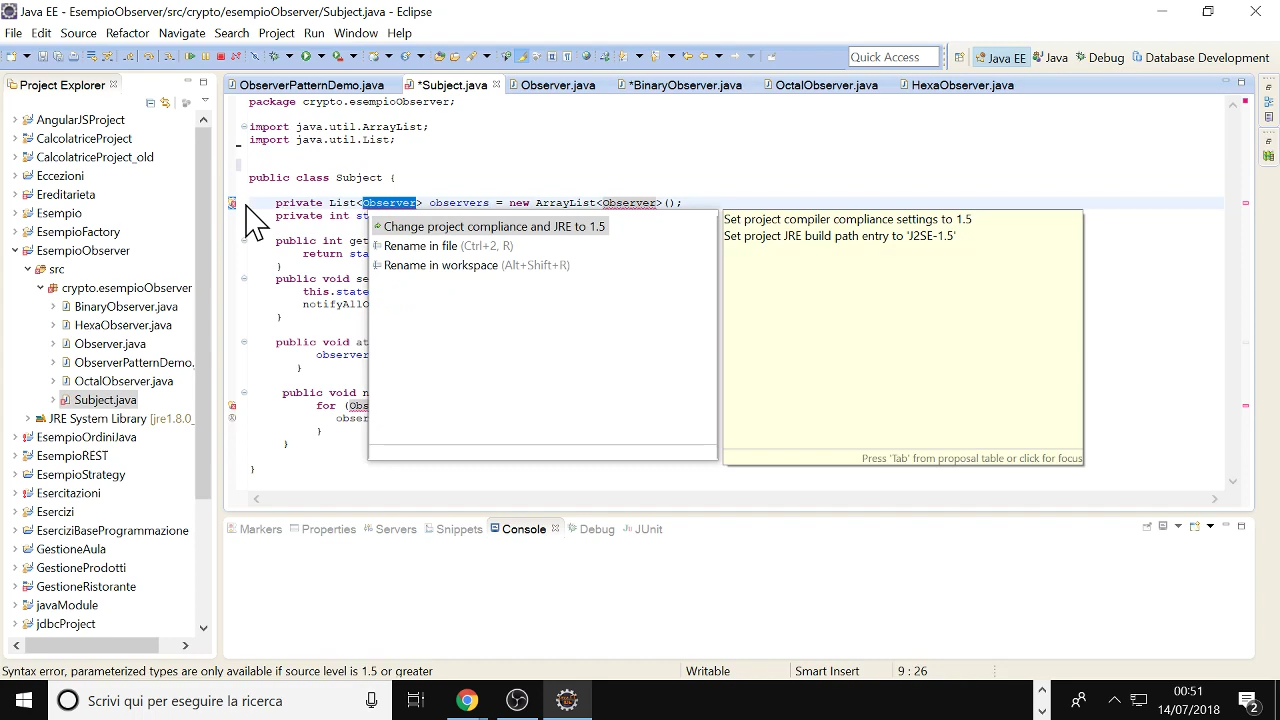 Java EE - EsempioObserver/src/crypto/esempioObserver/Subject.java - Eclipse
File Edit Source Refactor Navigate Search Project Run Window Help
Quick Access Java EE Java Debug Database Development
Project Explorer
ObserverPatternDemo.java *Subject.java Observer.java *BinaryObserver.java OctalObserver.java HexaObserver.java
AngularJSProject
CalcolatriceProject
CalcolatriceProject_old
Eccezioni
Ereditarieta
Esempio
EsempioFactory
EsempioObserver
src
crypto.esempioObserver
BinaryObserver.java
HexaObserver.java
Observer.java
ObserverPatternDemo.
OctalObserver.java
Subject.java
JRE System Library [jre1.8.0_
EsempioOrdiniJava
EsempioREST
EsempioStrategy
Esercitazioni
Esercizi
EserciziBaseProgrammazione
GestioneAula
GestioneProdotti
GestioneRistorante
javaModule
jdbcProject
package crypto.esempioObserver;
import java.util.ArrayList;
import java.util.List;
public class Subject {
private List<Observer> observers = new ArrayList<Observer>();
private int st
public int get
return sta
}
public void se
this.state
notifyAllO
}
public void at
observer
}
public void n
for (Ob
obser
}
}
}
Change project compliance and JRE to 1.5
Rename in file (Ctrl+2, R)
Rename in workspace (Alt+Shift+R)
Set project compiler compliance settings to 1.5
Set project JRE build path entry to 'J2SE-1.5'
Press 'Tab' from proposal table or click for focus
Markers Properties Servers Snippets Console Debug JUnit
Syntax error, parameterized types are only available if source level is 1.5 or greater
Writable Smart Insert 9 : 26
Scrivi qui per eseguire la ricerca
00:51
14/07/2018
2